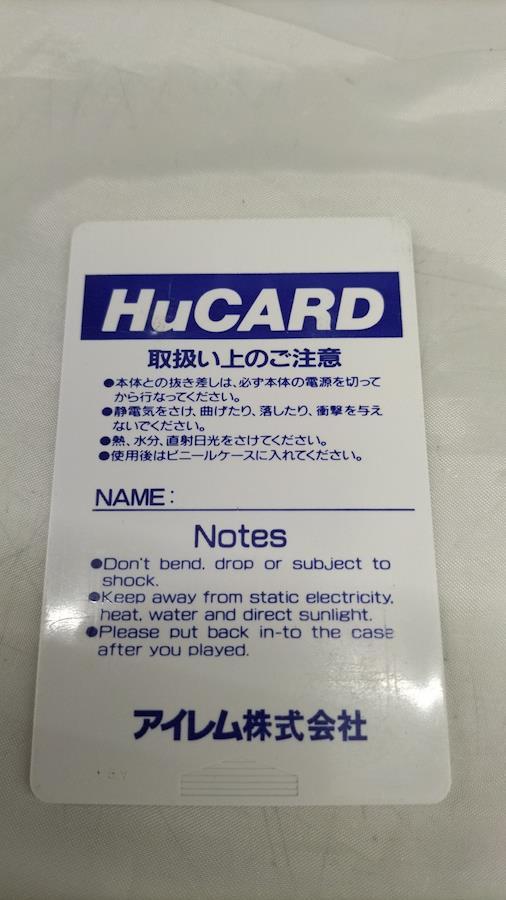 HuCARD
取扱い上のご注意
●本体との抜き差しは、必ず本体の電源を切って
から行なってください。
●静電気をさけ、曲げたり、落したり、衝撃を与え
ないでください。
●熱、水分、直射日光をさけてください。
●使用後はビニールケースに入れてください。
NAME:
Notes
●Don't bend, drop or subject to
shock.
●Keep away from static electricity,
heat, water and direct sunlight.
●Please put back in-to the case
after you played.
アイレム株式会社